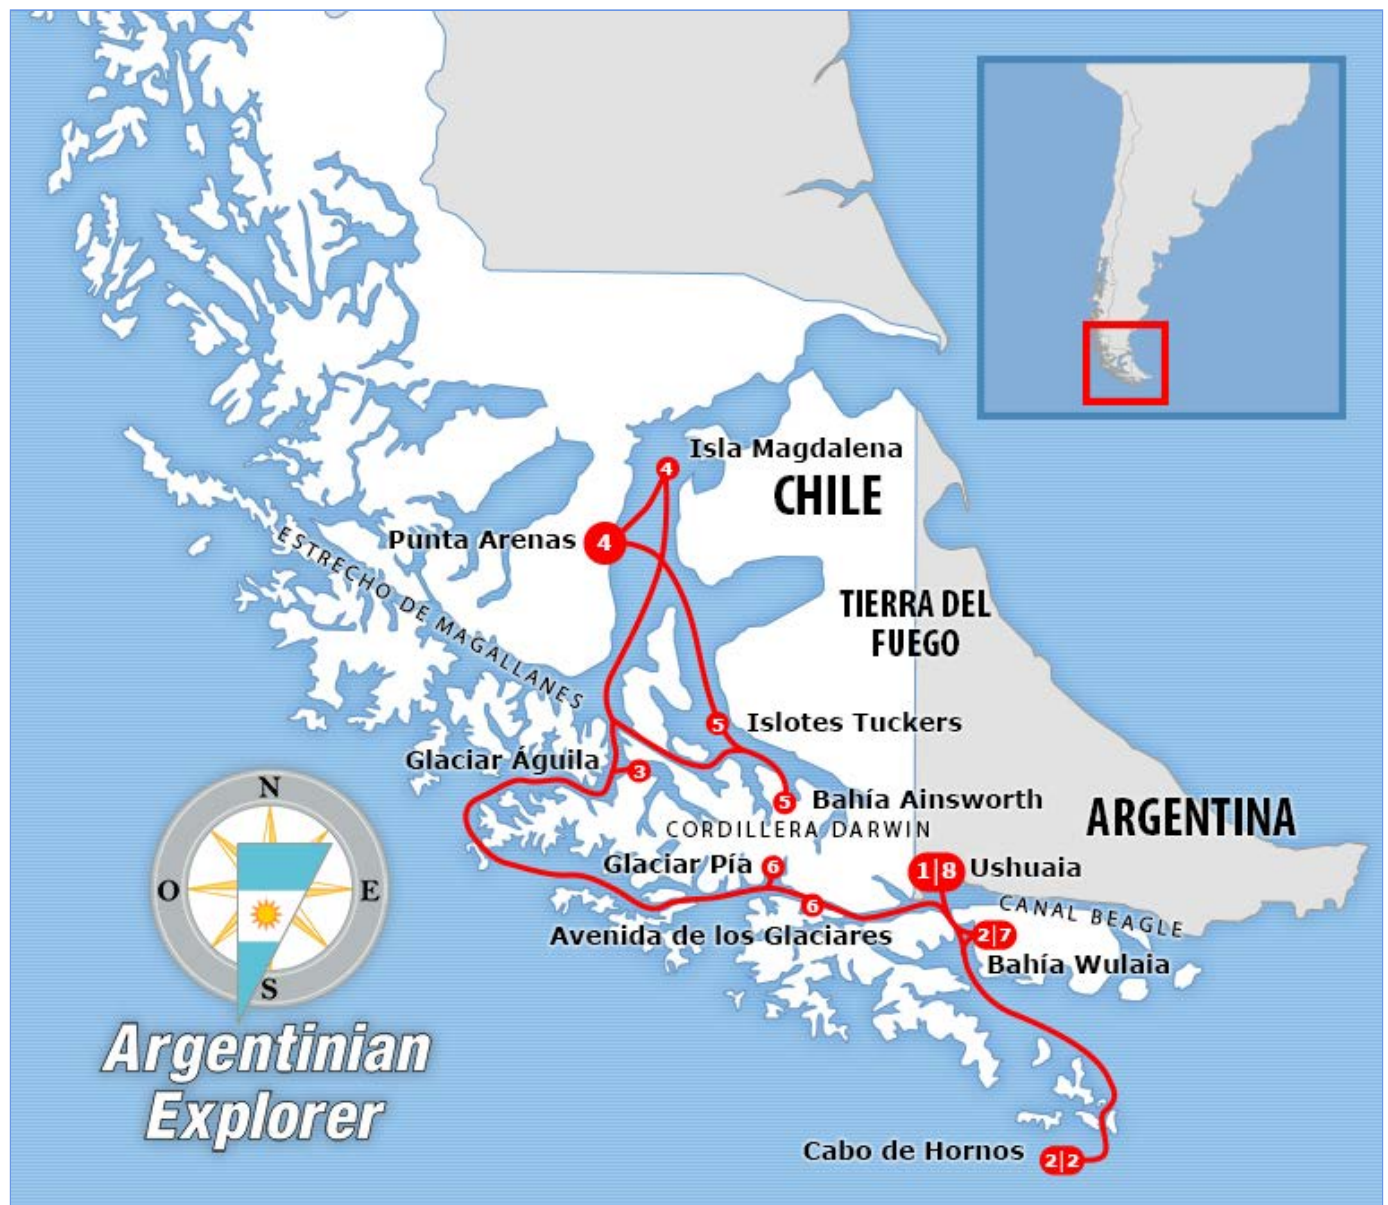 Isla Magdalena
4
CHILE
Punta Arenas
4
ESTRECHO DE MAGALLANES
TIERRA DEL
FUEGO
5
Islotes Tuckers
Glaciar Águila
3
5
Bahía Ainsworth
CORDILLERA DARWIN
ARGENTINA
Glaciar Pía
6
1|8
Ushuaia
6
CANAL BEAGLE
Avenida de los Glaciares
2|7
Bahía Wulaia
N
O
E
S
Argentinian
Explorer
Cabo de Hornos
2|2